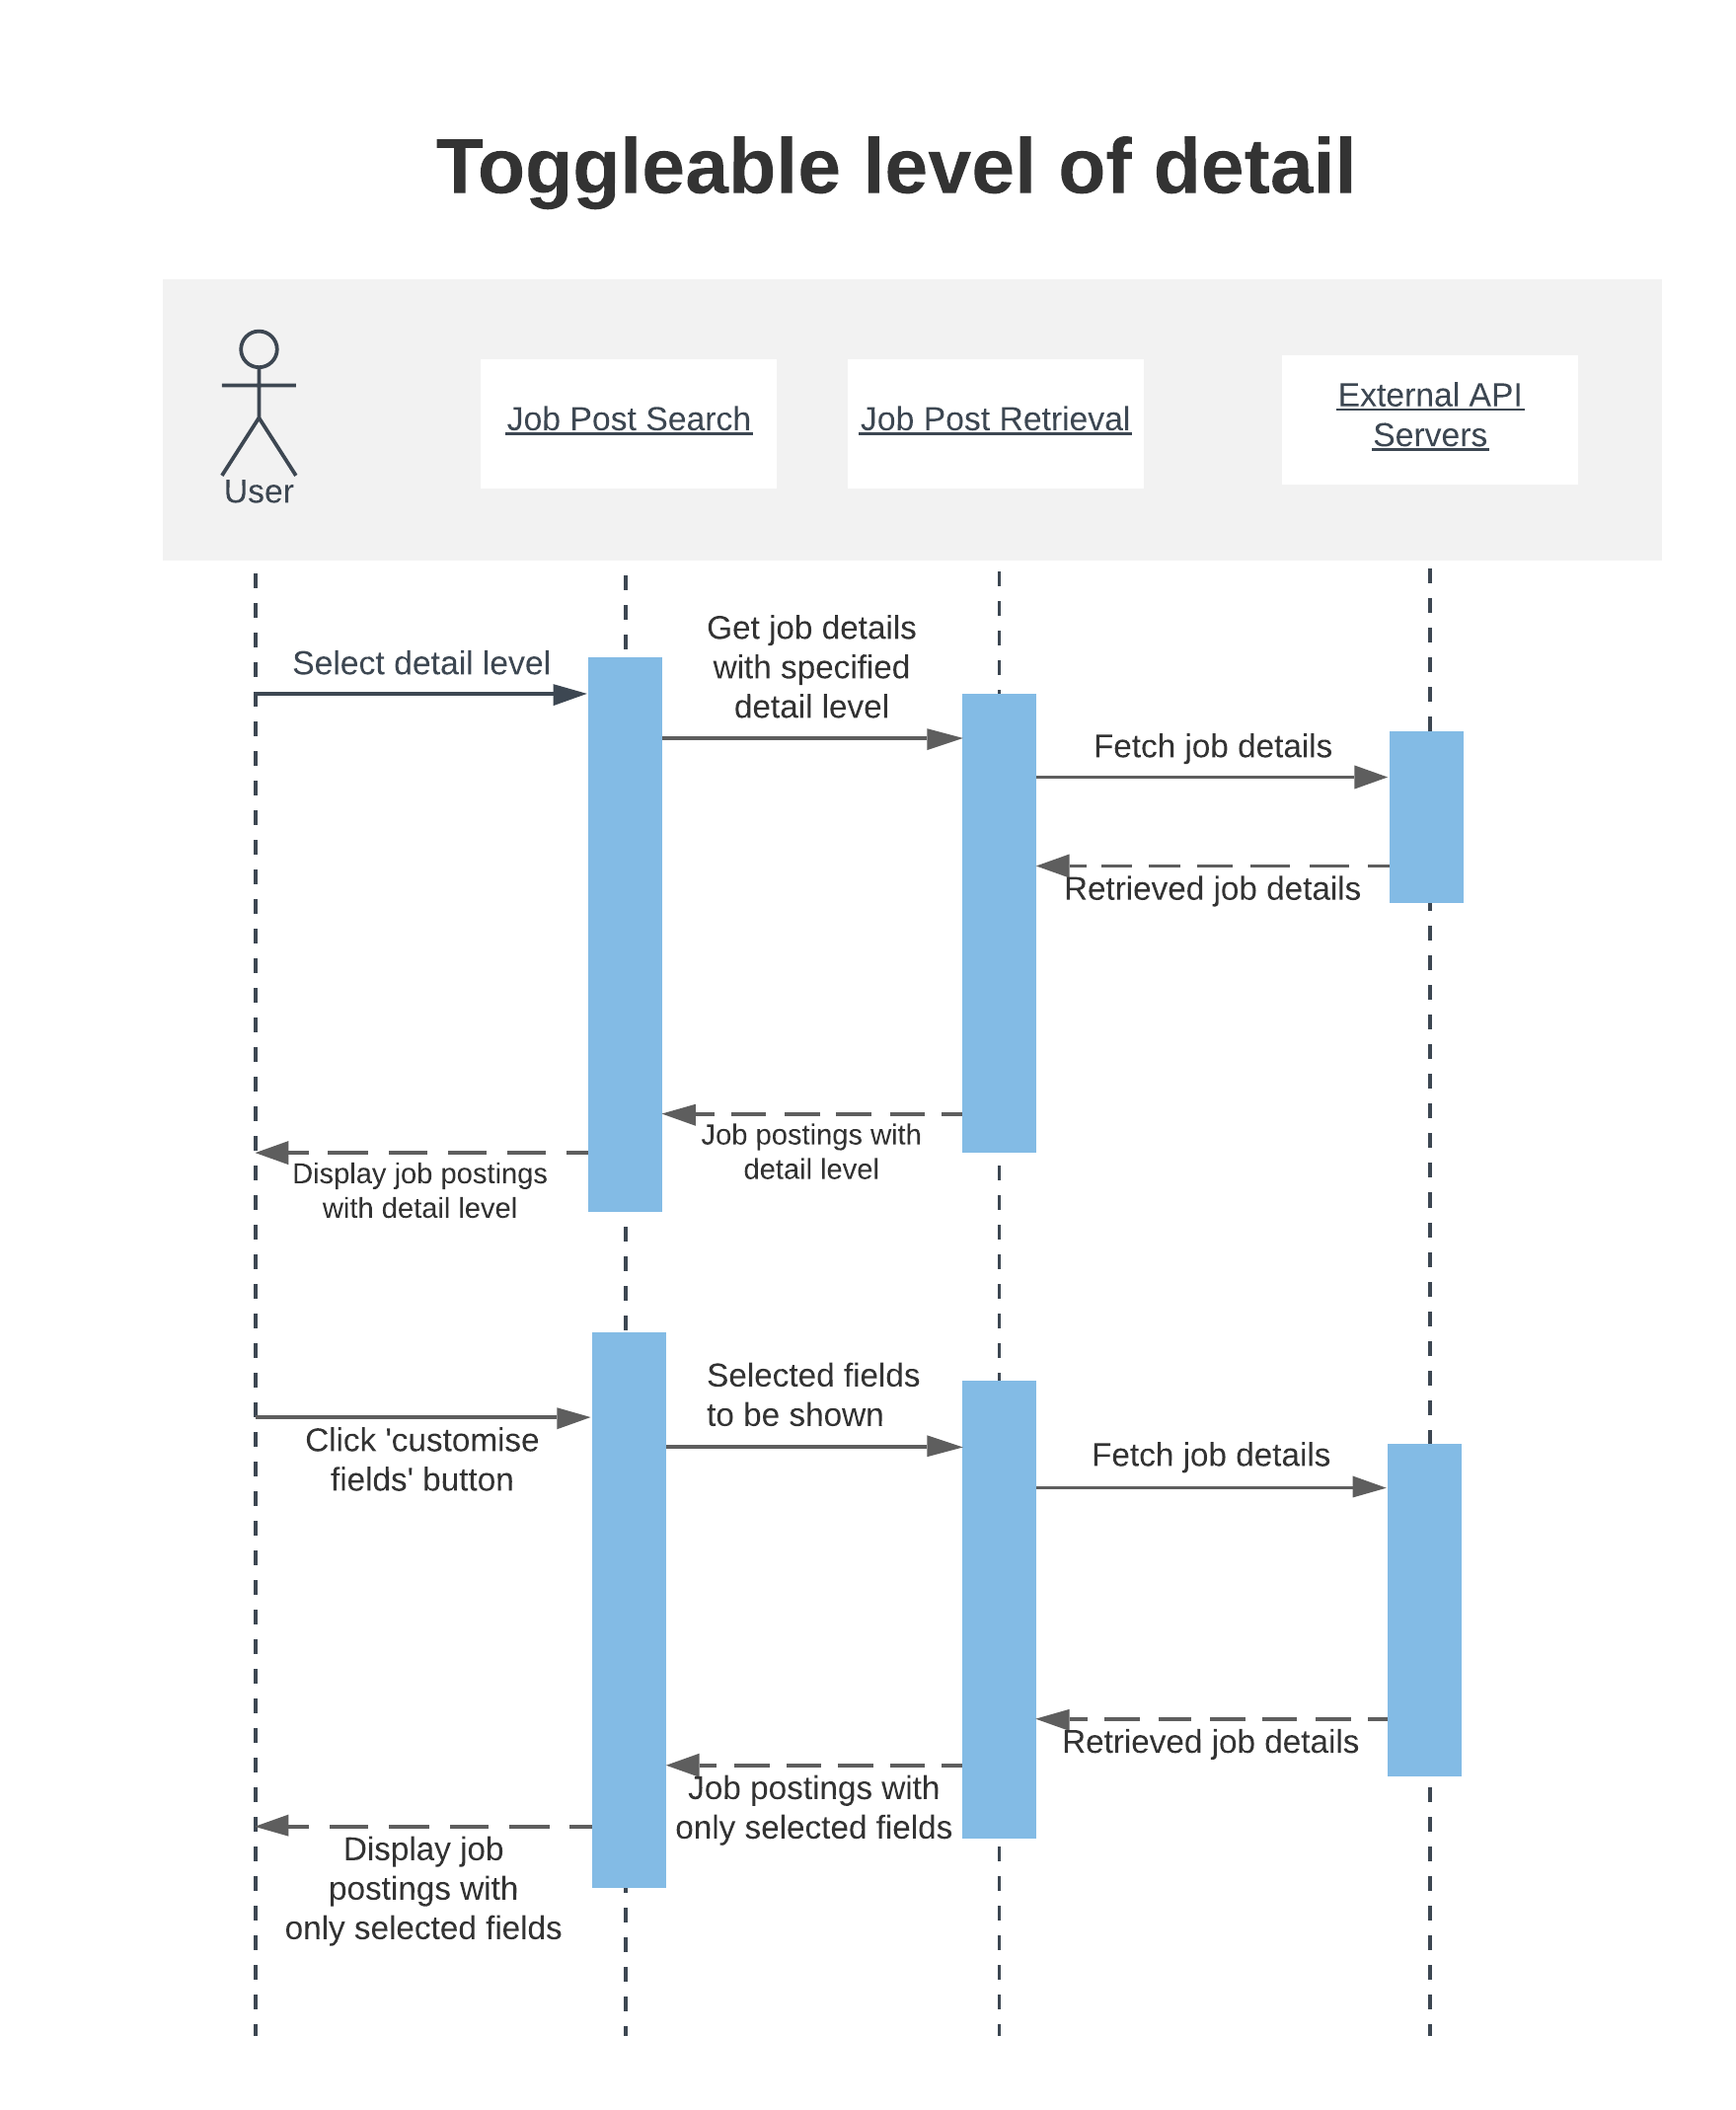 Toggleable level of detail
User
Job Post Search
Job Post Retrieval
External API
Servers
Select detail level
Get job details
with specified
detail level
Fetch job details
Retrieved job details
Job postings with
detail level
Display job postings
with detail level
Click 'customise
fields' button
Selected fields
to be shown
Fetch job details
Retrieved job details
Job postings with
only selected fields
Display job
postings with
only selected fields